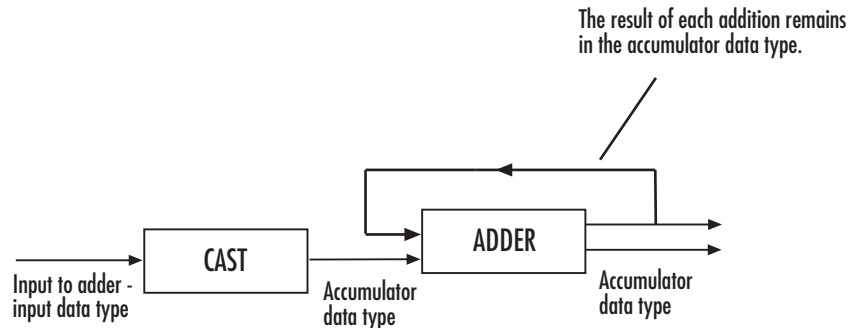 The result of each addition remains
in the accumulator data type.
CAST
ADDER
Input to adder -
input data type
Accumulator
data type
Accumulator
data type